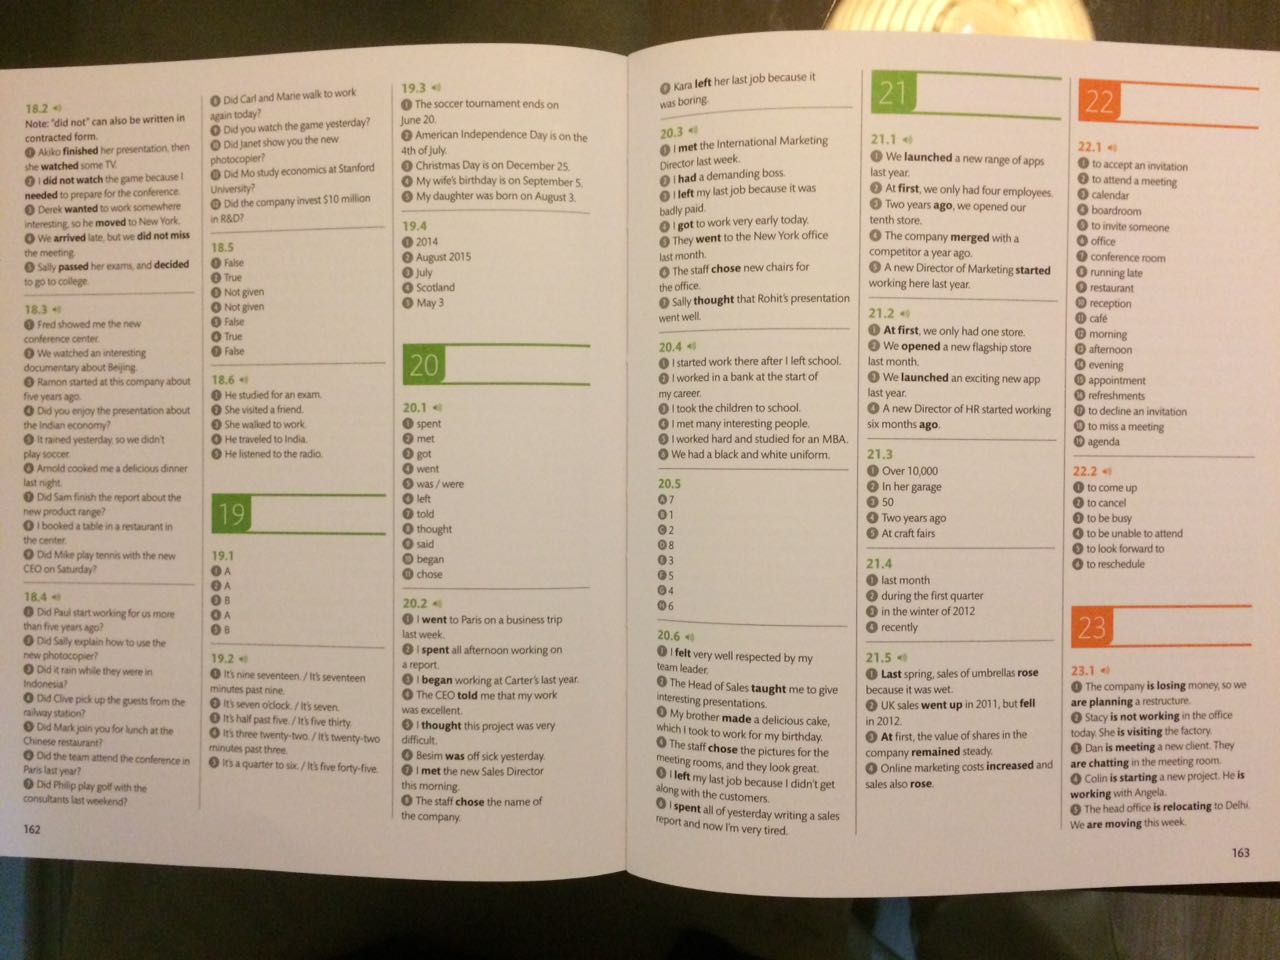 18.2
Note: "did not" can also be written in
contracted form.
1 Akiko finished her presentation, then
she watched some TV.
2 I did not watch the game because I
needed to prepare for the conference.
3 Derek wanted to work somewhere
interesting, so he moved to New York.
4 We arrived late, but we did not miss
the meeting.
5 Sally passed her exams, and decided
to go to college.
18.3
1 Fred showed me the new
conference center.
2 We watched an interesting
documentary about Beijing.
3 Ramon started at this company about
five years ago.
4 Did you enjoy the presentation about
the Indian economy?
5 It rained yesterday, so we didn't
play soccer.
6 Arnold cooked me a delicious dinner
last night.
7 Did Sam finish the report about the
new product range?
8 I booked a table in a restaurant in
the center.
9 Did Mike play tennis with the new
CEO on Saturday?
18.4
1 Did Paul start working for us more
than five years ago?
2 Did Sally explain how to use the
new photocopier?
3 Did it rain while they were in
Indonesia?
4 Did Clive pick up the guests from the
railway station?
5 Did Mark join you for lunch at the
Chinese restaurant?
6 Did the team attend the conference in
Paris last year?
7 Did Philip play golf with the
consultants last weekend?
162
8 Did Carl and Marie walk to work
again today?
9 Did you watch the game yesterday?
10 Did Janet show you the new
photocopier?
11 Did Mo study economics at Stanford
University?
12 Did the company invest $10 million
in R&D?
18.5
1 False
2 True
3 Not given
4 Not given
5 False
6 True
7 False
18.6
1 He studied for an exam.
2 She visited a friend.
3 She walked to work.
4 He traveled to India.
5 He listened to the radio.
19
19.1
1 A
2 A
3 B
4 A
5 B
19.2
1 It's nine seventeen. / It's seventeen
minutes past nine.
2 It's seven o'clock. / It's seven.
3 It's half past five. / It's five thirty.
4 It's three twenty-two. / It's twenty-two
minutes past three.
5 It's a quarter to six. / It's five forty-five.
19.3
1 The soccer tournament ends on
June 20.
2 American Independence Day is on the
4th of July.
3 Christmas Day is on December 25.
4 My wife's birthday is on September 5.
5 My daughter was born on August 3.
19.4
1 2014
2 August 2015
3 July
4 Scotland
5 May 3
20
20.1
1 spent
2 met
3 got
4 went
5 was / were
6 left
7 told
8 thought
9 said
10 began
11 chose
20.2
1 I went to Paris on a business trip
last week.
2 I spent all afternoon working on
a report.
3 I began working at Carter's last year.
4 The CEO told me that my work
was excellent.
5 I thought this project was very
difficult.
6 Besim was off sick yesterday.
7 I met the new Sales Director
this morning.
8 The staff chose the name of
the company.
9 Kara left her last job because it
was boring.
20.3
1 I met the International Marketing
Director last week.
2 I had a demanding boss.
3 I left my last job because it was
badly paid.
4 I got to work very early today.
5 They went to the New York office
last month.
6 The staff chose new chairs for
the office.
7 Sally thought that Rohit's presentation
went well.
20.4
1 I started work there after I left school.
2 I worked in a bank at the start of
my career.
3 I took the children to school.
4 I met many interesting people.
5 I worked hard and studied for an MBA.
6 We had a black and white uniform.
20.5
A 7
B 1
C 2
D 8
E 3
F 5
G 4
H 6
20.6
1 I felt very well respected by my
team leader.
2 The Head of Sales taught me to give
interesting presentations.
3 My brother made a delicious cake,
which I took to work for my birthday.
4 The staff chose the pictures for the
meeting rooms, and they look great.
5 I left my last job because I didn't get
along with the customers.
6 I spent all of yesterday writing a sales
report and now I'm very tired.
21
21.1
1 We launched a new range of apps
last year.
2 At first, we only had four employees.
3 Two years ago, we opened our
tenth store.
4 The company merged with a
competitor a year ago.
5 A new Director of Marketing started
working here last year.
21.2
1 At first, we only had one store.
2 We opened a new flagship store
last month.
3 We launched an exciting new app
last year.
4 A new Director of HR started working
six months ago.
21.3
1 Over 10,000
2 In her garage
3 50
4 Two years ago
5 At craft fairs
21.4
1 last month
2 during the first quarter
3 in the winter of 2012
4 recently
21.5
1 Last spring, sales of umbrellas rose
because it was wet.
2 UK sales went up in 2011, but fell
in 2012.
3 At first, the value of shares in the
company remained steady.
4 Online marketing costs increased and
sales also rose.
22
22.1
1 to accept an invitation
2 to attend a meeting
3 calendar
4 boardroom
5 to invite someone
6 office
7 conference room
8 running late
9 restaurant
10 reception
11 café
12 morning
13 afternoon
14 evening
15 appointment
16 refreshments
17 to decline an invitation
18 to miss a meeting
19 agenda
22.2
1 to come up
2 to cancel
3 to be busy
4 to be unable to attend
5 to look forward to
6 to reschedule
23
23.1
1 The company is losing money, so we
are planning a restructure.
2 Stacy is not working in the office
today. She is visiting the factory.
3 Dan is meeting a new client. They
are chatting in the meeting room.
4 Colin is starting a new project. He is
working with Angela.
5 The head office is relocating to Delhi.
We are moving this week.
163